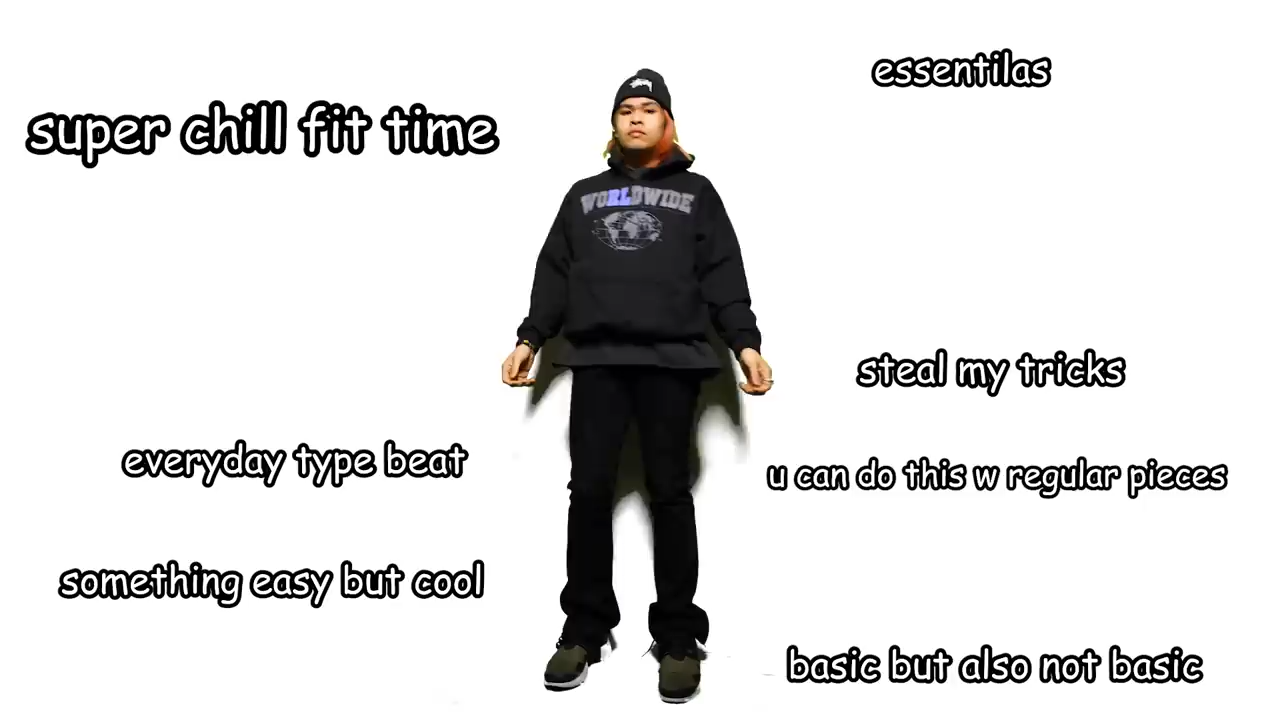 essentilas
super chill fit time
WORLDWIDE
steal my tricks
everyday type beat
u can do this w regular pieces
something easy but cool
basic but also not basic